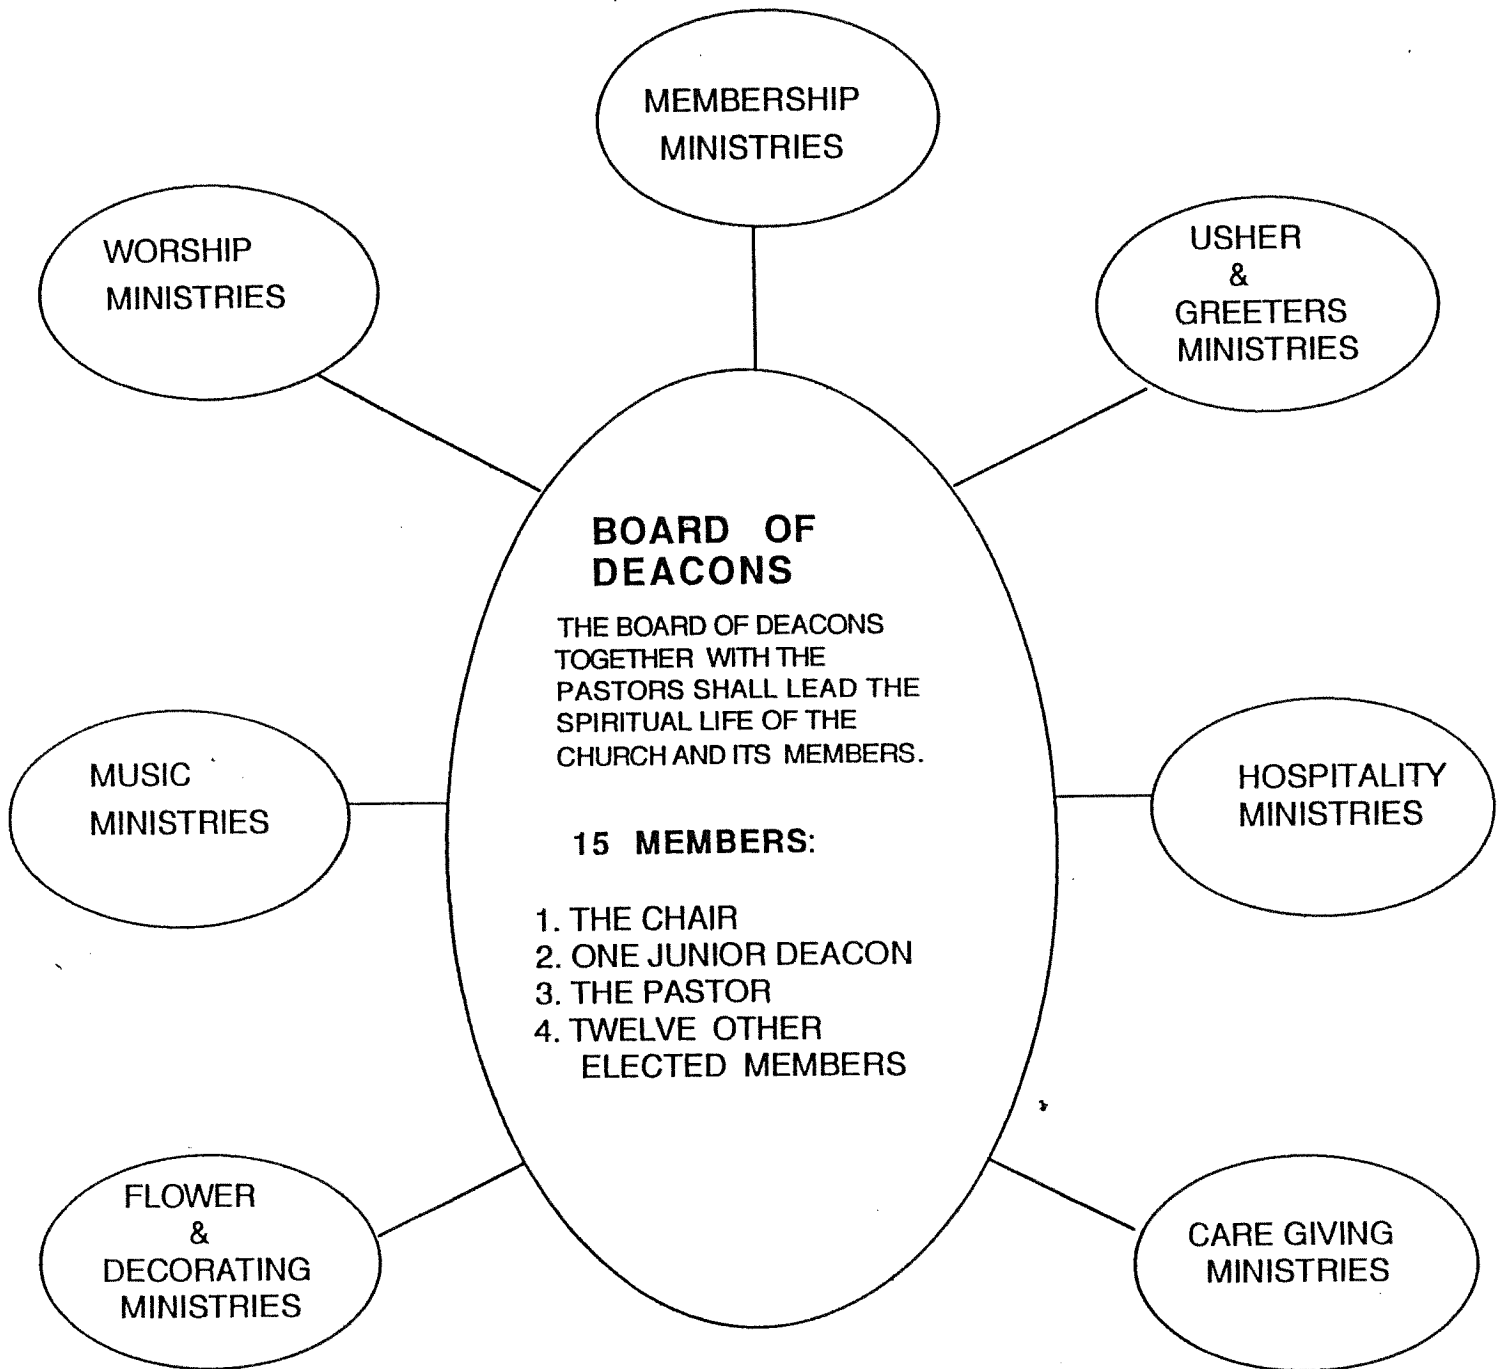 MEMBERSHIP
MINISTRIES
WORSHIP
MINISTRIES
USHER
&
GREETERS
MINISTRIES
BOARD OF
DEACONS
THE BOARD OF DEACONS
TOGETHER WITH THE
PASTORS SHALL LEAD THE
SPIRITUAL LIFE OF THE
CHURCH AND ITS MEMBERS.
15 MEMBERS:
1. THE CHAIR
2. ONE JUNIOR DEACON
3. THE PASTOR
4. TWELVE OTHER
ELECTED MEMBERS
MUSIC
MINISTRIES
HOSPITALITY
MINISTRIES
FLOWER
&
DECORATING
MINISTRIES
CARE GIVING
MINISTRIES